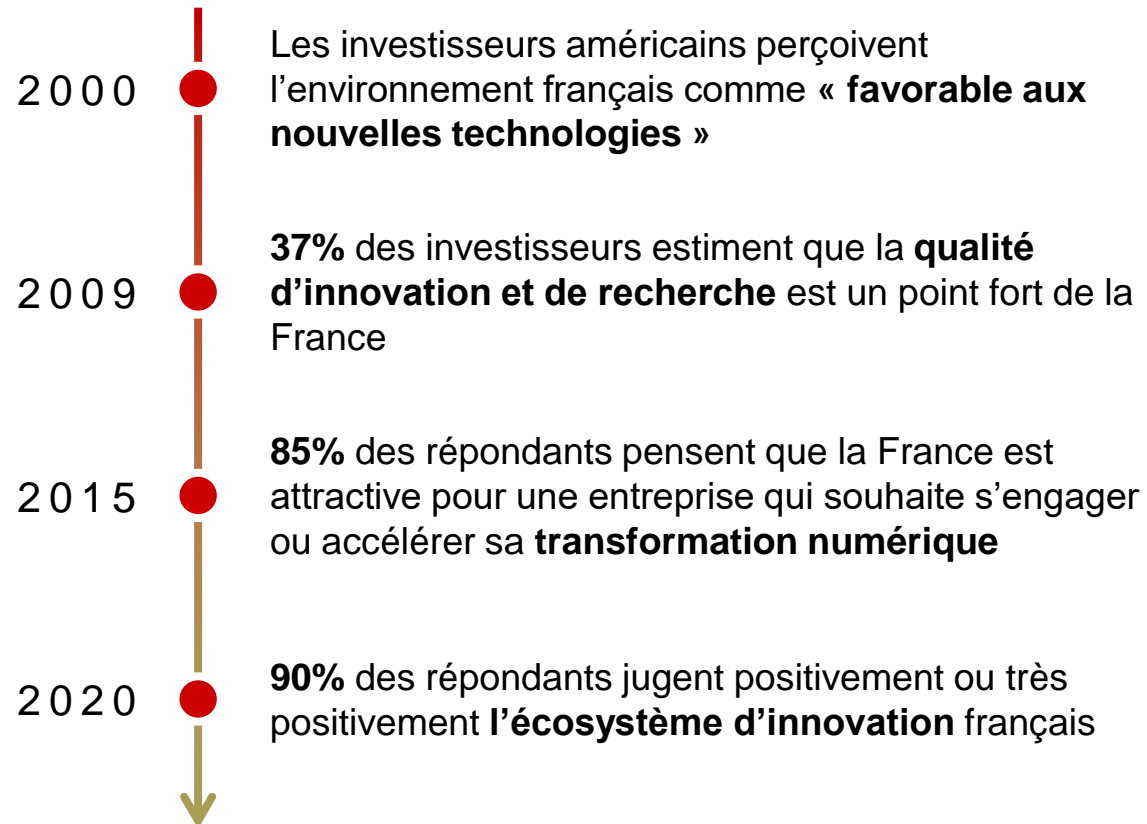 Les investisseurs américains perçoivent
2000 l’environnement français comme « favorable aux
nouvelles technologies »
37% des investisseurs estiment que la qualité
2009 d’innovation et de recherche est un point fort de la
France
85% des répondants pensent que la France est
2015 attractive pour une entreprise qui souhaite s’engager
ou accélérer sa transformation numérique
90% des répondants jugent positivement ou très
2020 positivement l’écosystème d’innovation français